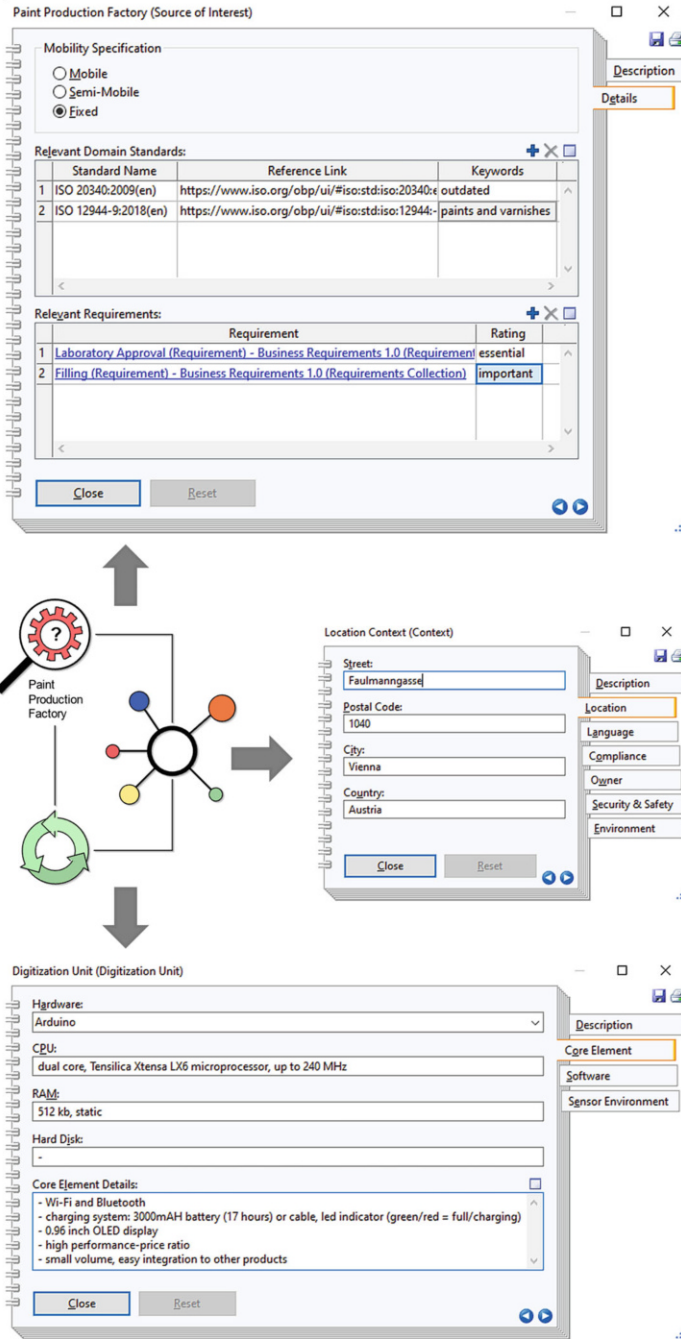 Paint Production Factory (Source of Interest)
Mobility Specification
Mobile
Semi-Mobile
Fixed
Description
Details
Relevant Domain Standards:
Standard Name Reference Link Keywords
1 ISO 20340:2009(en) https://www.iso.org/obp/ui/#iso:std:iso:20340:e outdated
2 ISO 12944-9:2018(en) https://www.iso.org/obp/ui/#iso:std:iso:12944:- paints and varnishes
Relevant Requirements:
Requirement Rating
1 Laboratory Approval (Requirement) - Business Requirements 1.0 (Requirement essential
2 Filling (Requirement) - Business Requirements 1.0 (Requirements Collection) important
Close Reset
?
Paint
Production
Factory
Location Context (Context)
Street:
Faulmanngasse
Postal Code:
1040
City:
Vienna
Country:
Austria
Close Reset
Description
Location
Language
Compliance
Owner
Security & Safety
Environment
Digitization Unit (Digitization Unit)
Hardware:
Arduino
CPU:
dual core, Tensilica Xtensa LX6 microprocessor, up to 240 MHz
RAM:
512 kb, static
Hard Disk:
-
Core Element Details:
- Wi-Fi and Bluetooth
- charging system: 3000mAH battery (17 hours) or cable, led indicator (green/red = full/charging)
- 0.96 inch OLED display
- high performance-price ratio
- small volume, easy integration to other products
Close Reset
Description
Core Element
Software
Sensor Environment